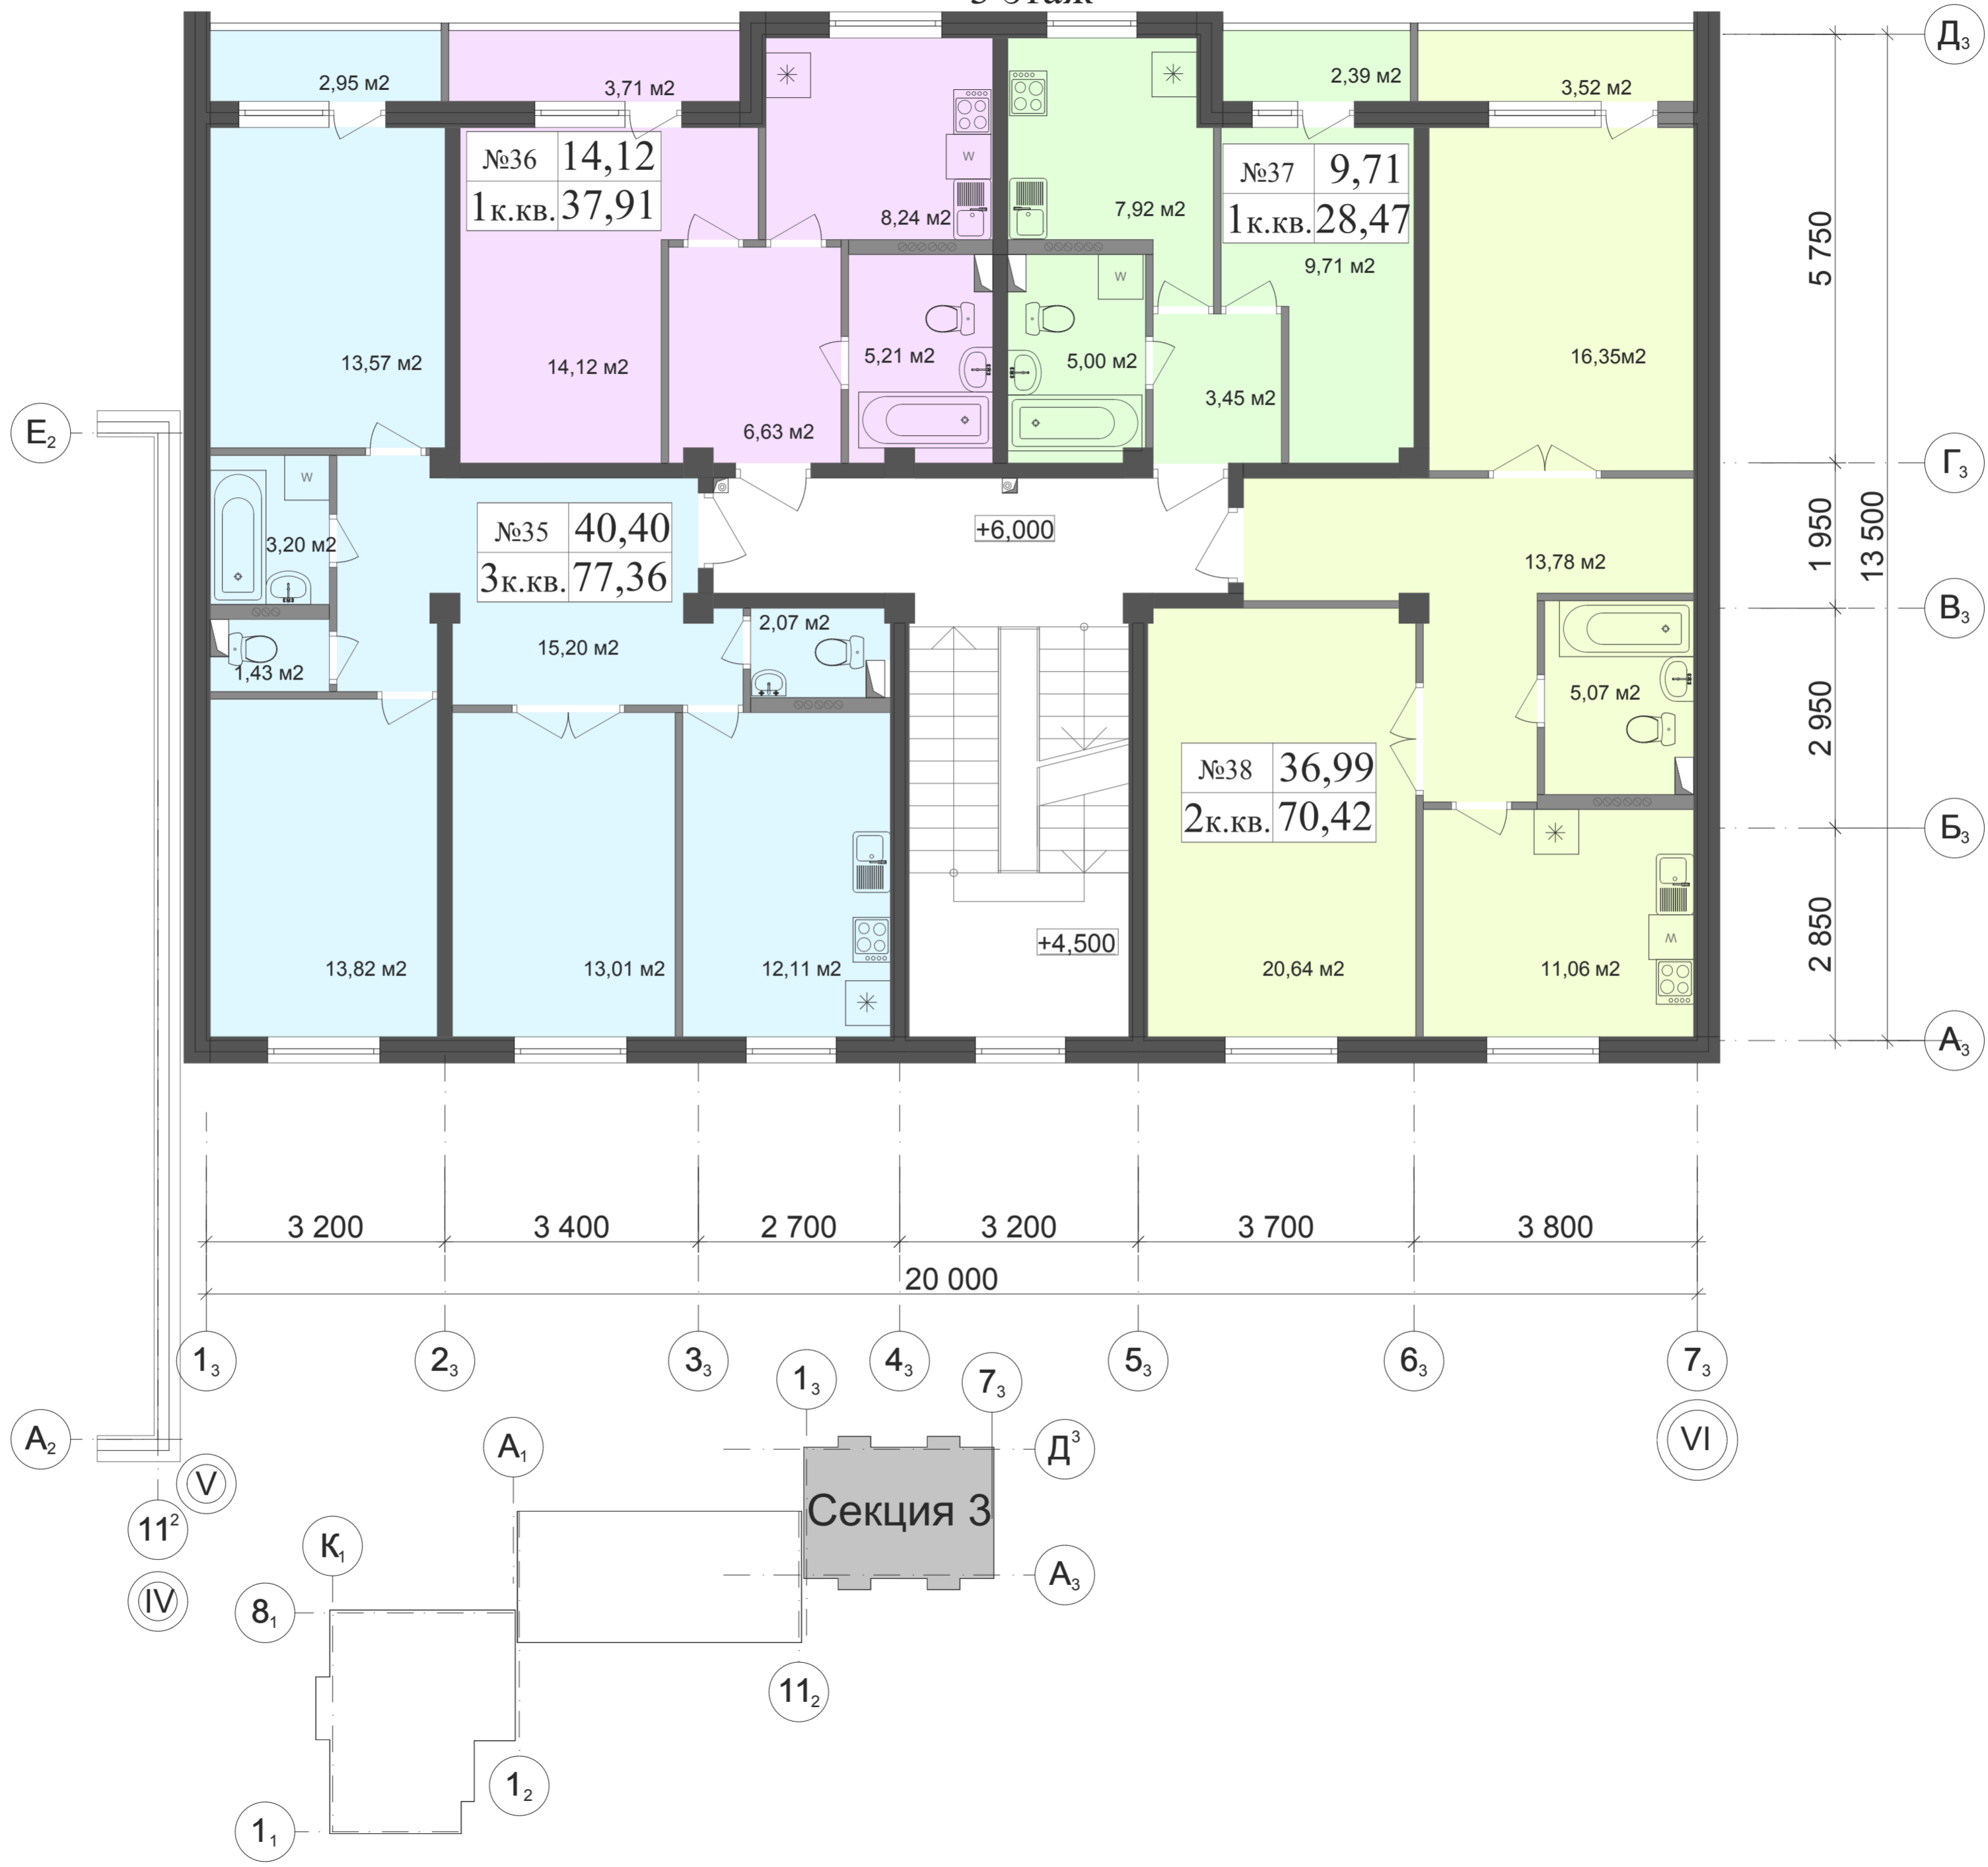 Д3
2,95 м2
3,71 м2
2,39 м2
3,52 м2
№36 14,12
1к.кв. 37,91
W
8,24 м2
7,92 м2
№37 9,71
1к.кв. 28,47
9,71 м2
5 750
W
13,57 м2
14,12 м2
5,21 м2
5,00 м2
16,35м2
3,45 м2
6,63 м2
Е2
Г3
W
№35 40,40
3к.кв. 77,36
3,20 м2
+6,000
13,78 м2
1 950
13 500
В3
2,07 м2
15,20 м2
1,43 м2
5,07 м2
2 950
№38 36,99
2к.кв. 70,42
Б3
+4,500
W
2 850
13,82 м2
13,01 м2
12,11 м2
20,64 м2
11,06 м2
А3
3 200
3 400
2 700
3 200
3 700
3 800
20 000
13
23
33
43
53
63
73
13
73
А2
А1
Д3
VI
V
Секция 3
112
К1
А3
IV
81
112
12
11